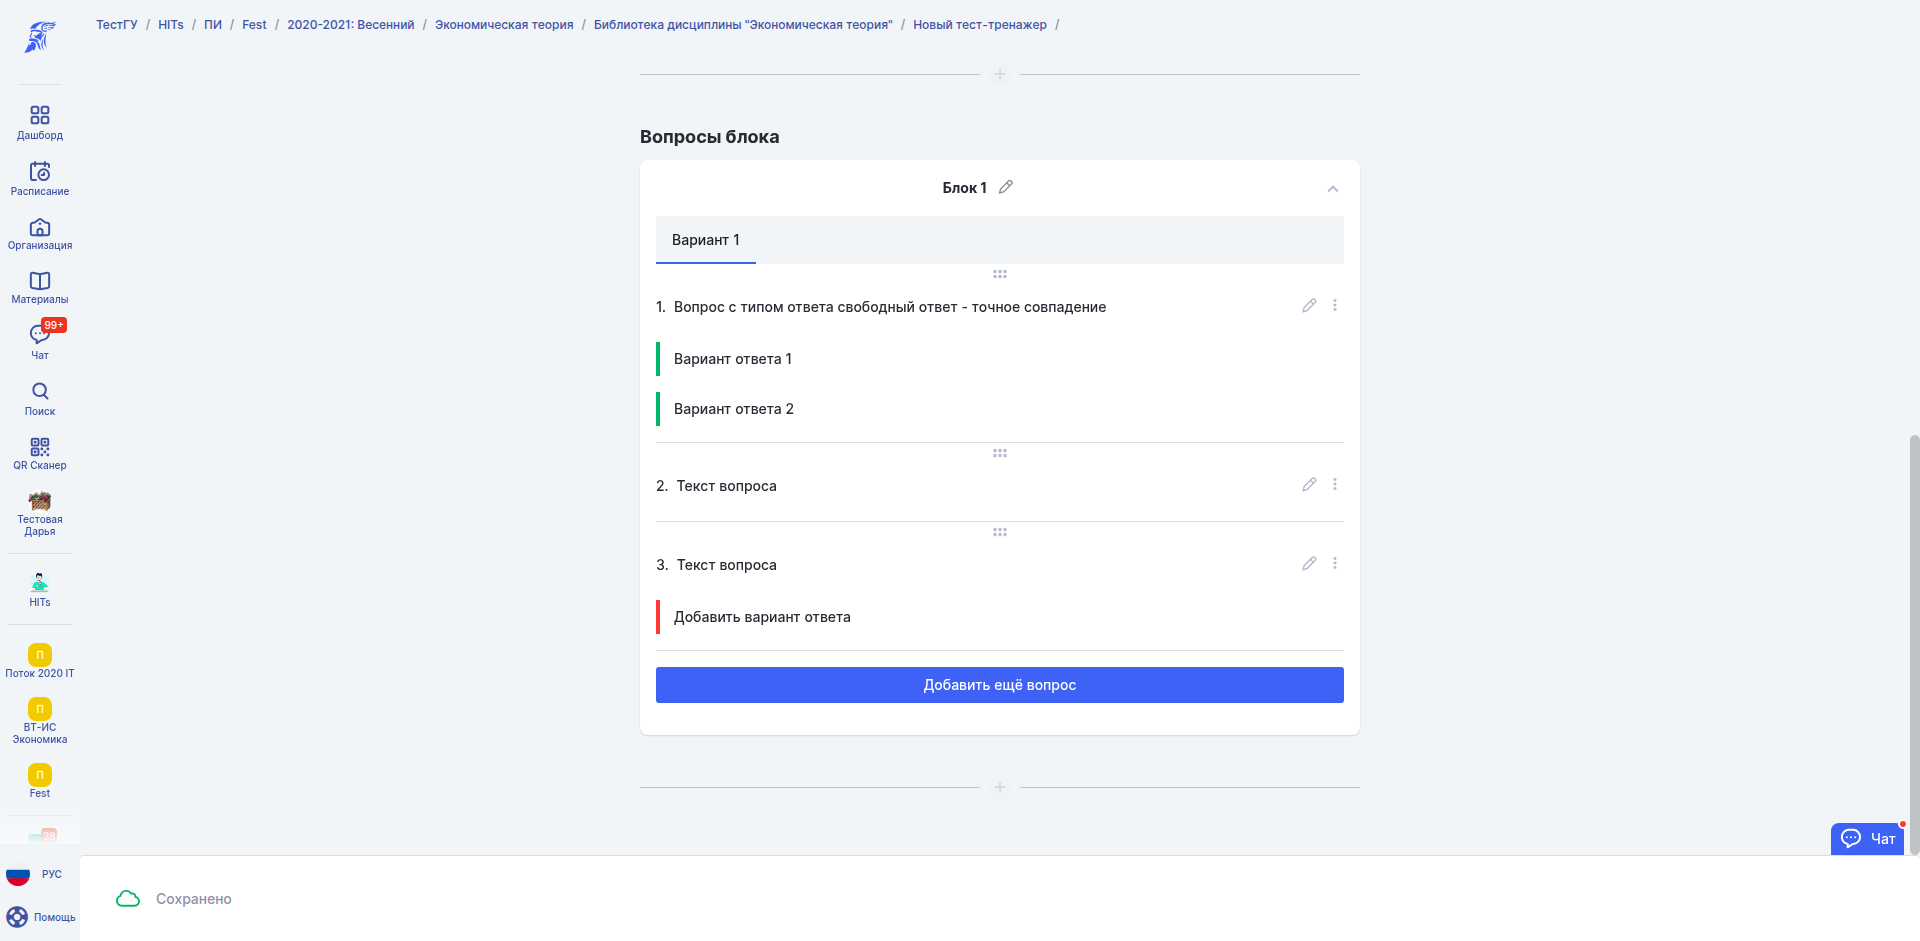 ТестГУ / HITs / ПИ / Fest / 2020-2021: Весенний / Экономическая теория / Библиотека дисциплины "Экономическая теория" / Новый тест-тренажер /
Дашборд
Расписание
Организация
Материалы
99+
Чат
Поиск
QR Сканер
Тестовая
Дарья
HITs
П
Поток 2020 IT
П
ВТ-ИС
Экономика
П
Fest
28
РУС
Помощь
Вопросы блока
Блок 1
Вариант 1
1. Вопрос с типом ответа свободный ответ - точное совпадение
Вариант ответа 1
Вариант ответа 2
2. Текст вопроса
3. Текст вопроса
Добавить вариант ответа
Добавить ещё вопрос
Чат
Сохранено